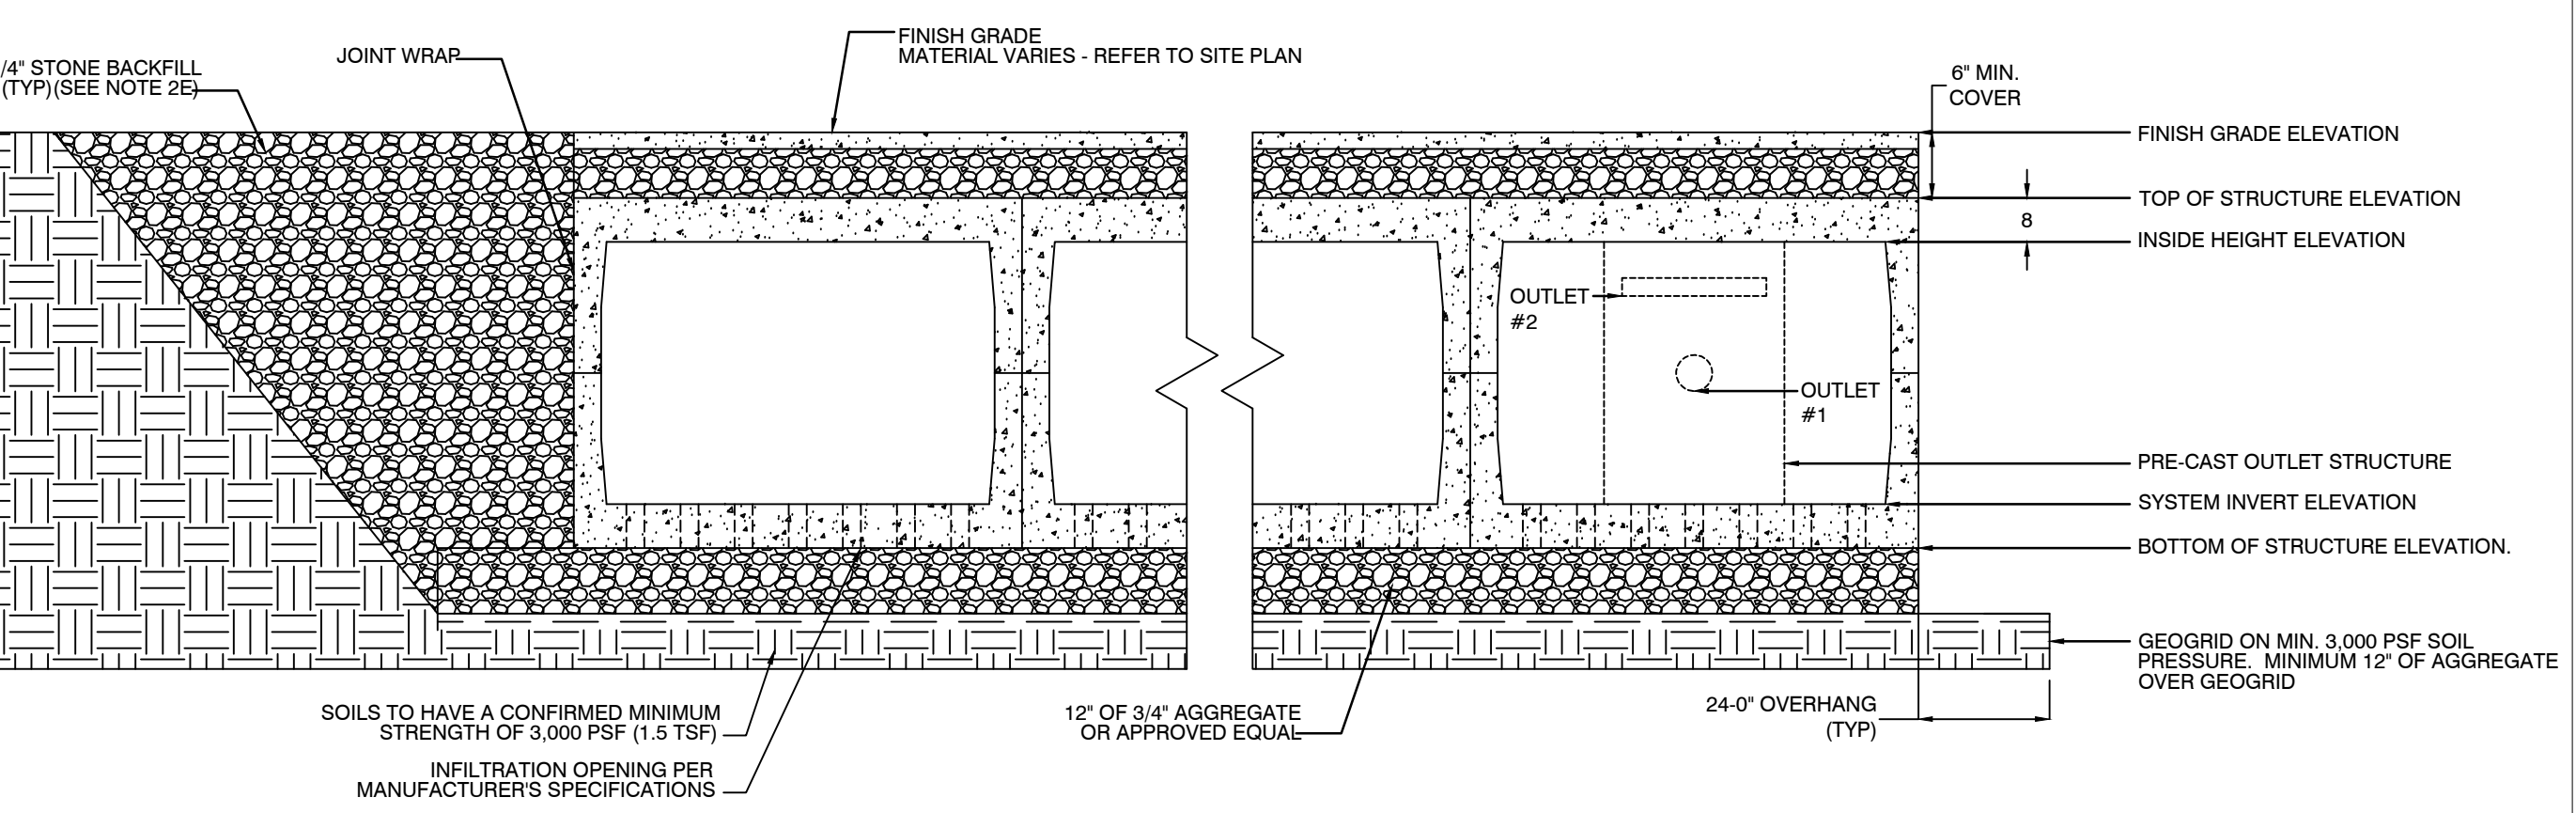 /4" STONE BACKFILL
(TYP)(SEE NOTE 2E)
JOINT WRAP
FINISH GRADE
MATERIAL VARIES - REFER TO SITE PLAN
6" MIN.
COVER
FINISH GRADE ELEVATION
TOP OF STRUCTURE ELEVATION
8
INSIDE HEIGHT ELEVATION
OUTLET
#2
OUTLET
#1
PRE-CAST OUTLET STRUCTURE
SYSTEM INVERT ELEVATION
BOTTOM OF STRUCTURE ELEVATION.
GEOGRID ON MIN. 3,000 PSF SOIL
PRESSURE. MINIMUM 12" OF AGGREGATE
OVER GEOGRID
24-0" OVERHANG
(TYP)
12" OF 3/4" AGGREGATE
OR APPROVED EQUAL
SOILS TO HAVE A CONFIRMED MINIMUM
STRENGTH OF 3,000 PSF (1.5 TSF)
INFILTRATION OPENING PER
MANUFACTURER'S SPECIFICATIONS